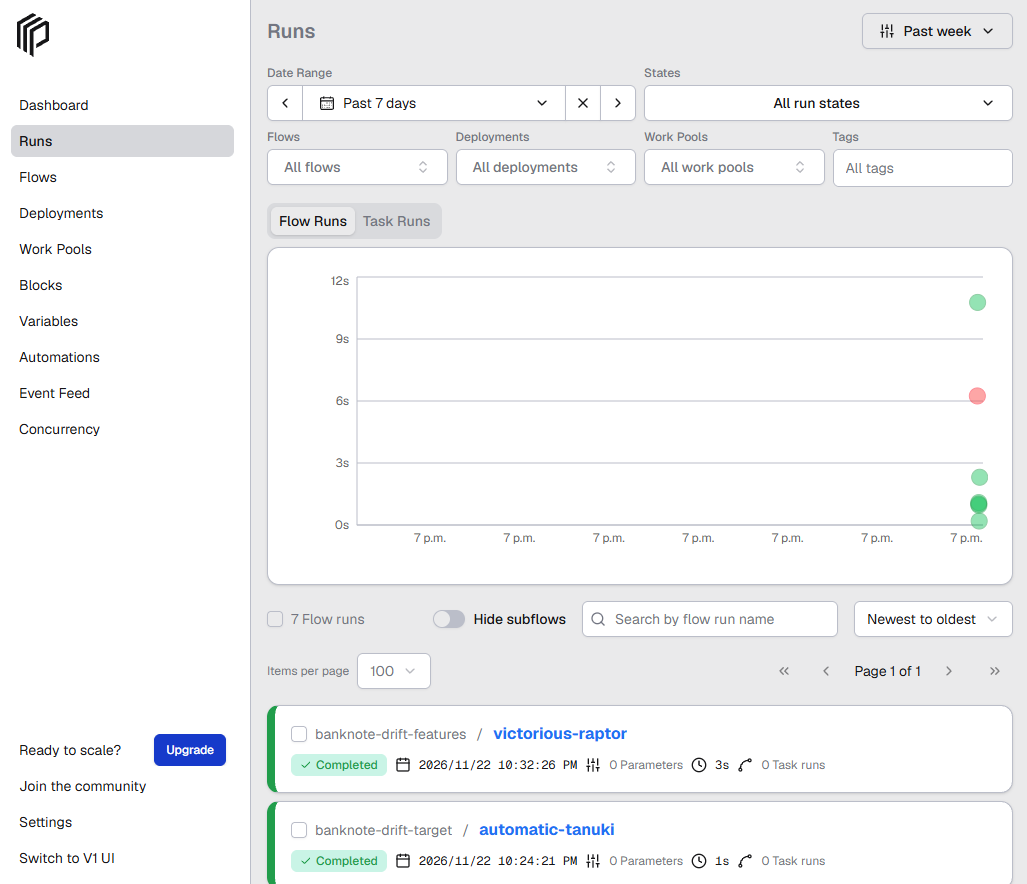 Dashboard
Runs
Flows
Deployments
Work Pools
Blocks
Variables
Automations
Event Feed
Concurrency
Ready to scale?
Upgrade
Join the community
Settings
Switch to V1 UI
Runs
Past week
Date Range
States
Past 7 days
All run states
Flows
Deployments
Work Pools
Tags
All flows
All deployments
All work pools
All tags
Flow Runs
Task Runs
12s
9s
6s
3s
0s
7 p.m.
7 p.m.
7 p.m.
7 p.m.
7 p.m.
7 p.m.
7 p.m.
7 Flow runs
Hide subflows
Search by flow run name
Newest to oldest
Items per page
100
Page 1 of 1
banknote-drift-features / victorious-raptor
Completed 2026/11/22 10:32:26 PM 0 Parameters 3s 0 Task runs
banknote-drift-target / automatic-tanuki
Completed 2026/11/22 10:24:21 PM 0 Parameters 1s 0 Task runs